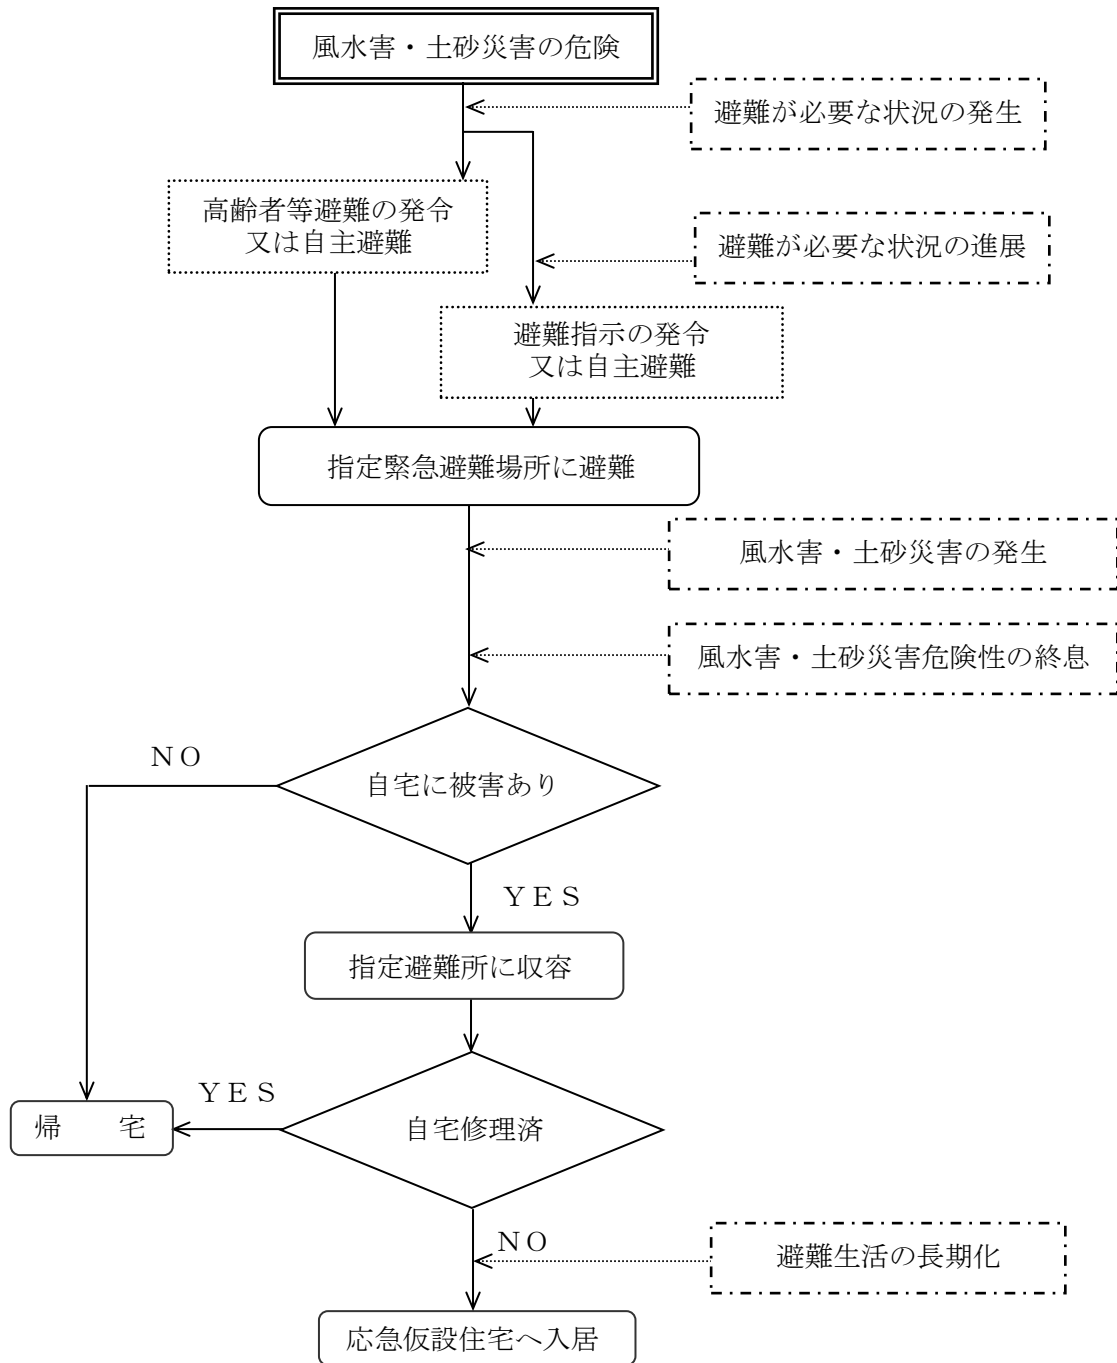 風水害・土砂災害の危険
避難が必要な状況の発生
高齢者等避難の発令
又は自主避難
避難が必要な状況の進展
避難指示の発令
又は自主避難
指定緊急避難場所に避難
風水害・土砂災害の発生
風水害・土砂災害危険性の終息
ＮＯ
自宅に被害あり
ＹＥＳ
指定避難所に収容
ＹＥＳ
帰　　宅
自宅修理済
ＮＯ
避難生活の長期化
応急仮設住宅へ入居